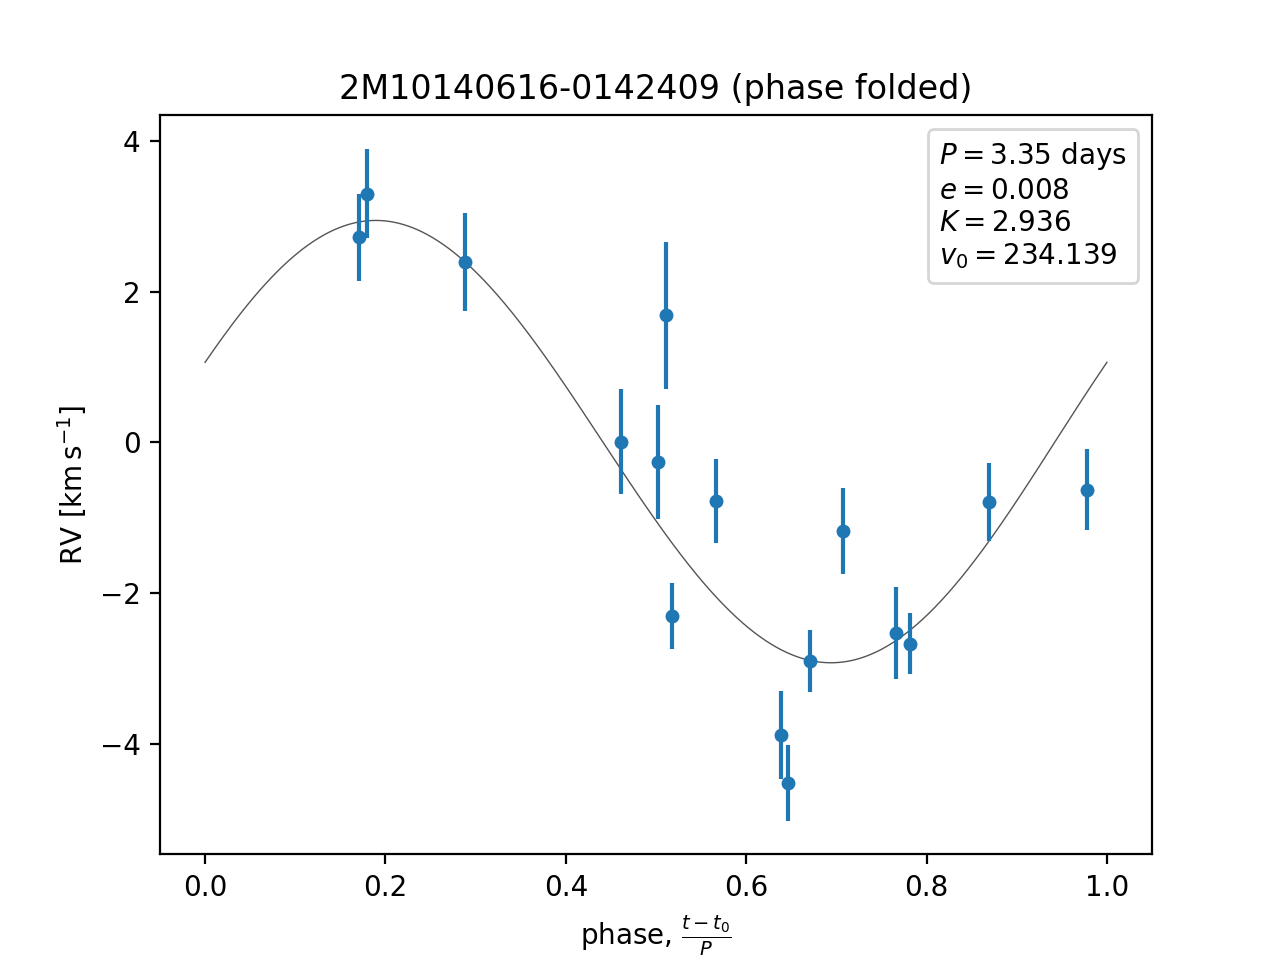 2M10140616-0142409 (phase folded)
P = 3.35 days
e = 0.008
K = 2.936
v₀ = 234.139
4
2
0
−2
−4
RV [km s⁻¹]
0.0 0.2 0.4 0.6 0.8 1.0
phase, (t − t₀)/P